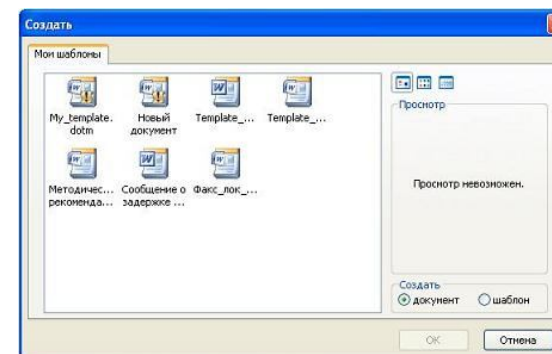 Создать
Мои шаблоны
My_template.dotm
Новый документ
Template_...
Template_...
Методичес... рекоменда...
Сообщение о задержке ...
Факс_лок_...
Просмотр
Просмотр невозможен.
Создать
документ
шаблон
ОК
Отмена